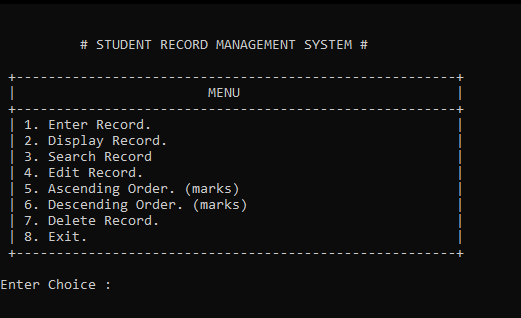 # STUDENT RECORD MANAGEMENT SYSTEM #
+-------------------------------------------------------+
| MENU |
+-------------------------------------------------------+
| 1. Enter Record. |
| 2. Display Record. |
| 3. Search Record |
| 4. Edit Record. |
| 5. Ascending Order. (marks) |
| 6. Descending Order. (marks) |
| 7. Delete Record. |
| 8. Exit. |
+-------------------------------------------------------+
Enter Choice :